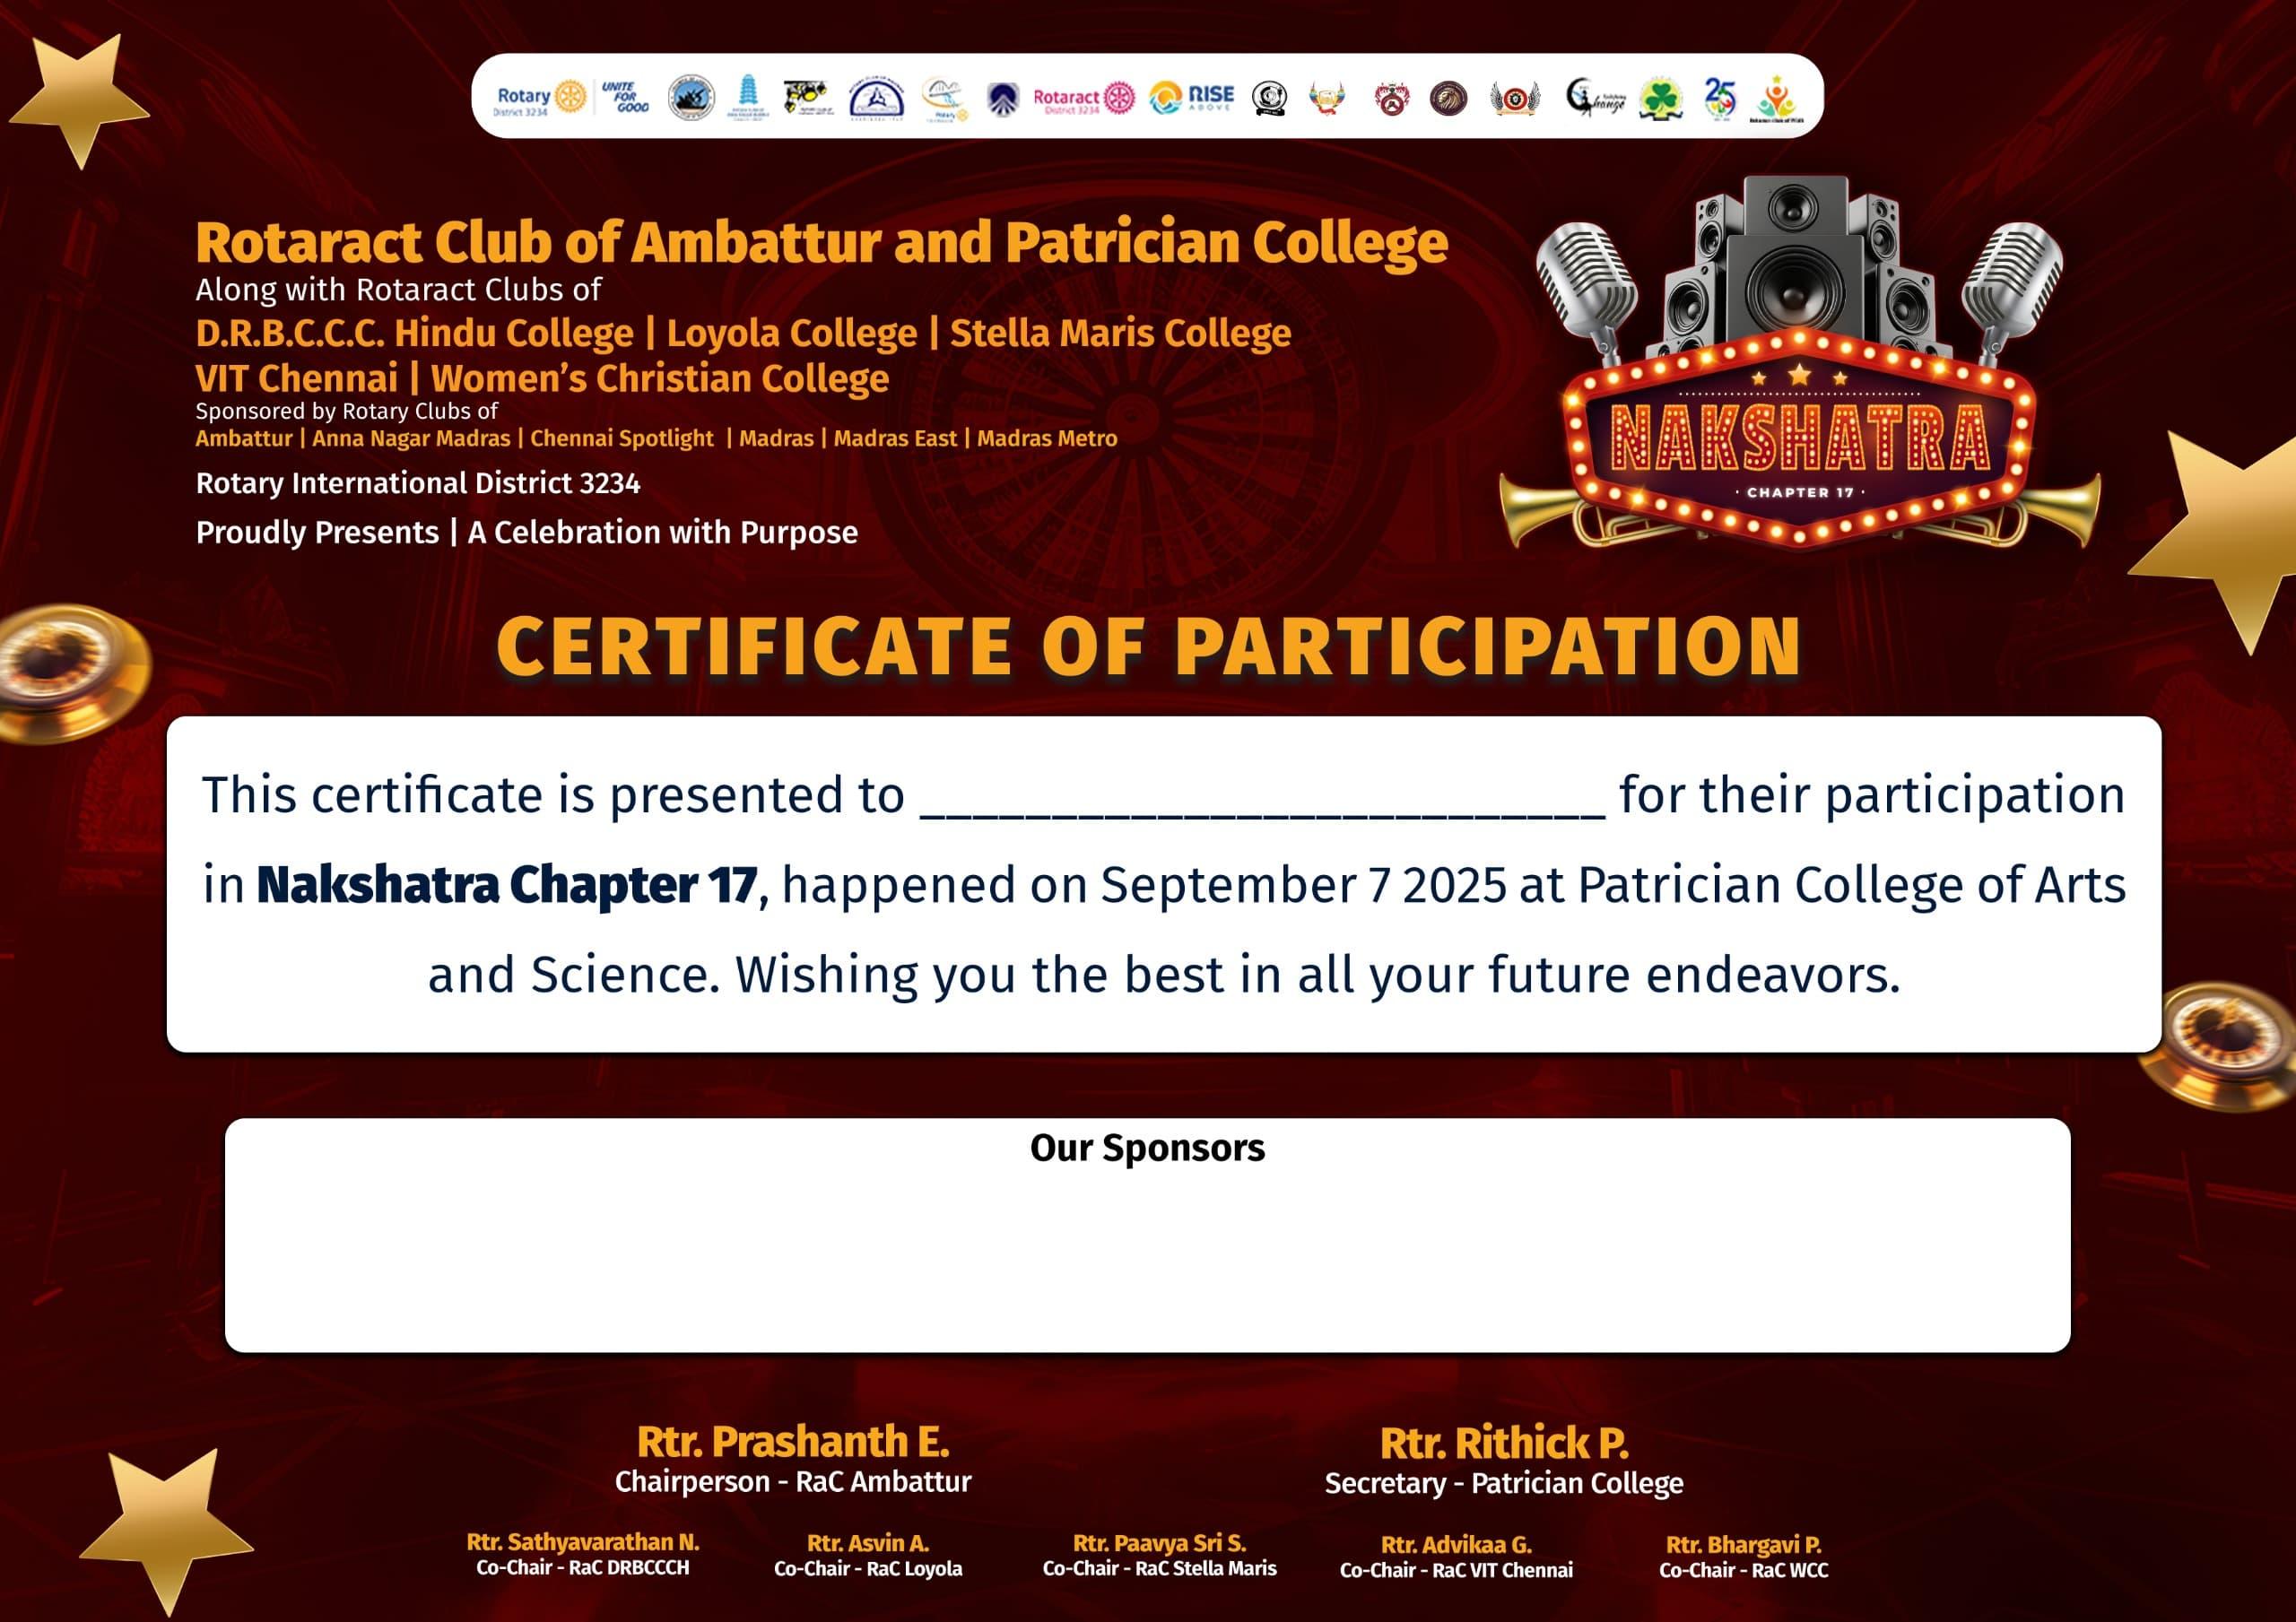 Rotary
District 3234
UNITE
FOR
GOOD
Rotaract
District 3234
RISE
ABOVE
Change
25
Rotaract Club of Ambattur and Patrician College
Along with Rotaract Clubs of
D.R.B.C.C.C. Hindu College | Loyola College | Stella Maris College
VIT Chennai | Women’s Christian College
Sponsored by Rotary Clubs of
Ambattur | Anna Nagar Madras | Chennai Spotlight | Madras | Madras East | Madras Metro
Rotary International District 3234
Proudly Presents | A Celebration with Purpose
NAKSHATRA
· CHAPTER 17 ·
CERTIFICATE OF PARTICIPATION
This certificate is presented to __________________________ for their participation
in Nakshatra Chapter 17, happened on September 7 2025 at Patrician College of Arts
and Science. Wishing you the best in all your future endeavors.
Our Sponsors
Rtr. Prashanth E.
Chairperson - RaC Ambattur
Rtr. Rithick P.
Secretary - Patrician College
Rtr. Sathyavarathan N.
Co-Chair - RaC DRBCCCH
Rtr. Asvin A.
Co-Chair - RaC Loyola
Rtr. Paavya Sri S.
Co-Chair - RaC Stella Maris
Rtr. Advikaa G.
Co-Chair - RaC VIT Chennai
Rtr. Bhargavi P.
Co-Chair - RaC WCC